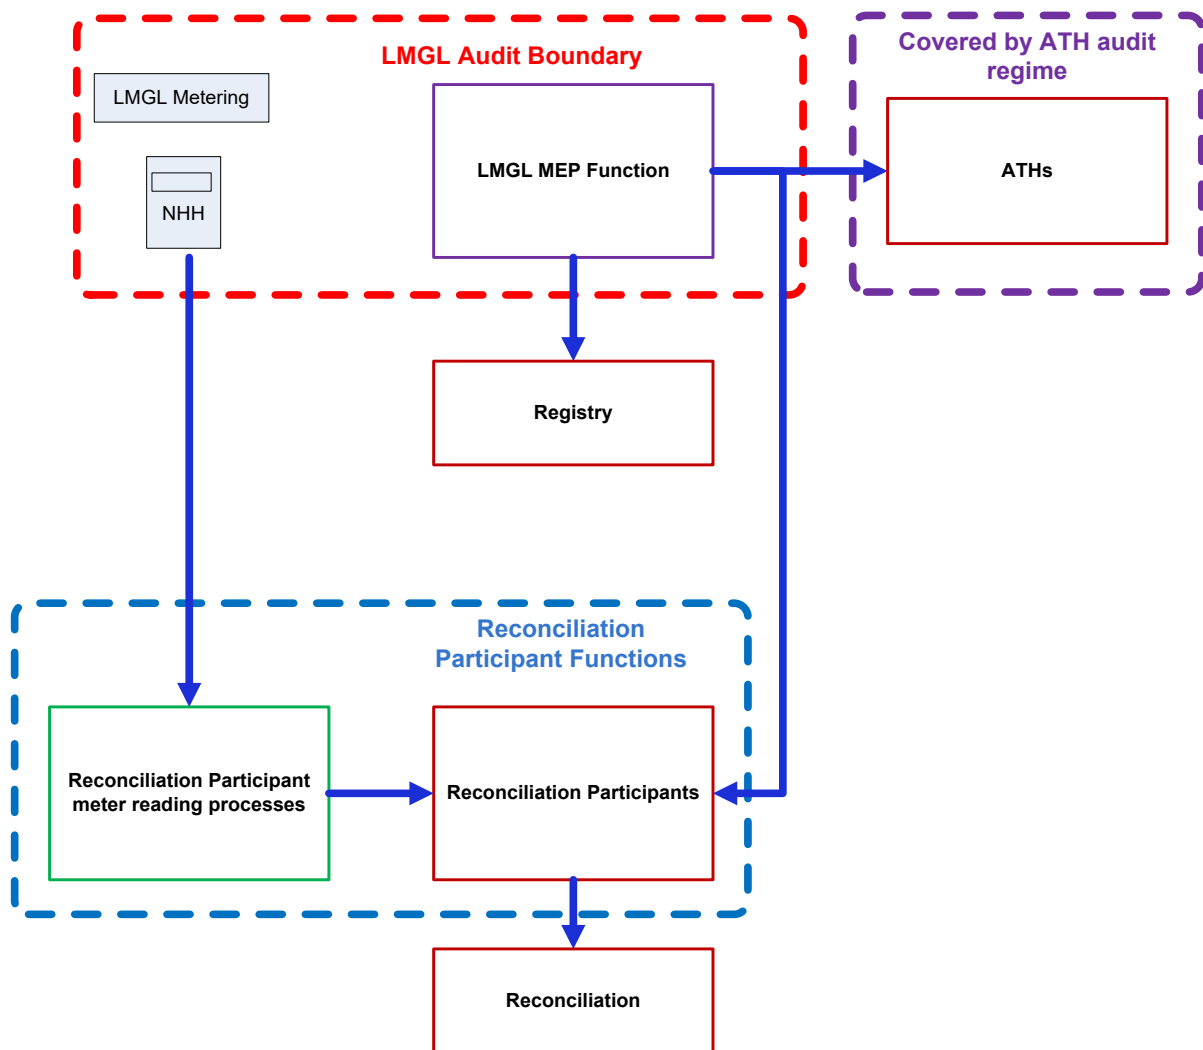 LMGL Audit Boundary
Covered by ATH audit
regime
LMGL Metering
NHH
LMGL MEP Function
ATHs
Registry
Reconciliation
Participant Functions
Reconciliation Participant
meter reading processes
Reconciliation Participants
Reconciliation